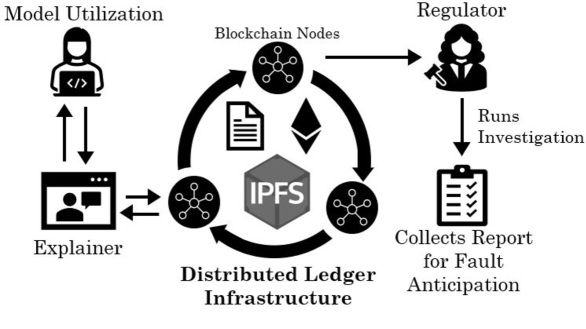 Model Utilization
Regulator
Blockchain Nodes
</>
Runs
Investigation
IPFS
Explainer
Collects Report
for Fault
Anticipation
Distributed Ledger
Infrastructure